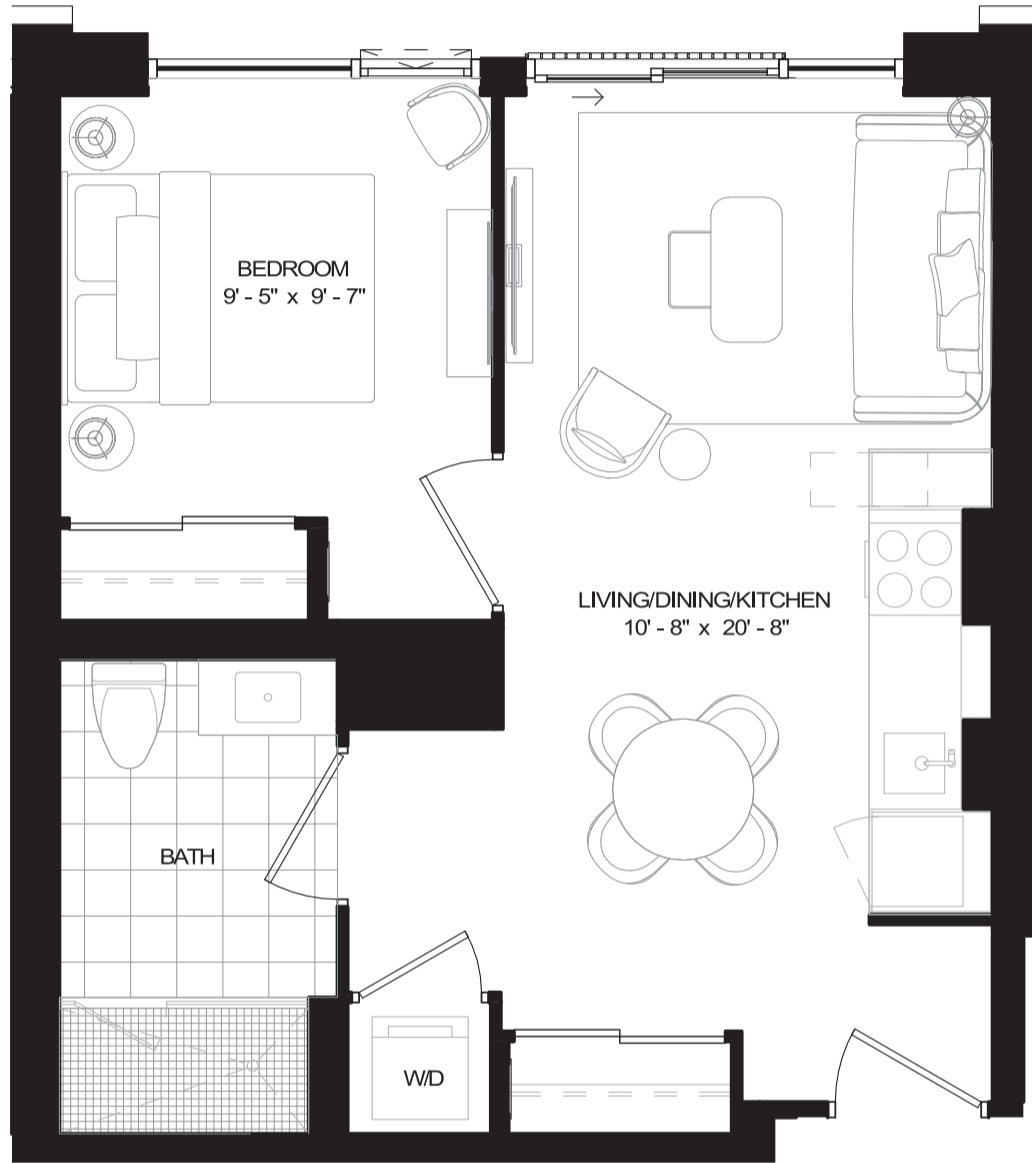 BEDROOM
9' - 5" x 9' - 7"
LIVING/DINING/KITCHEN
10' - 8" x 20' - 8"
BATH
W/D